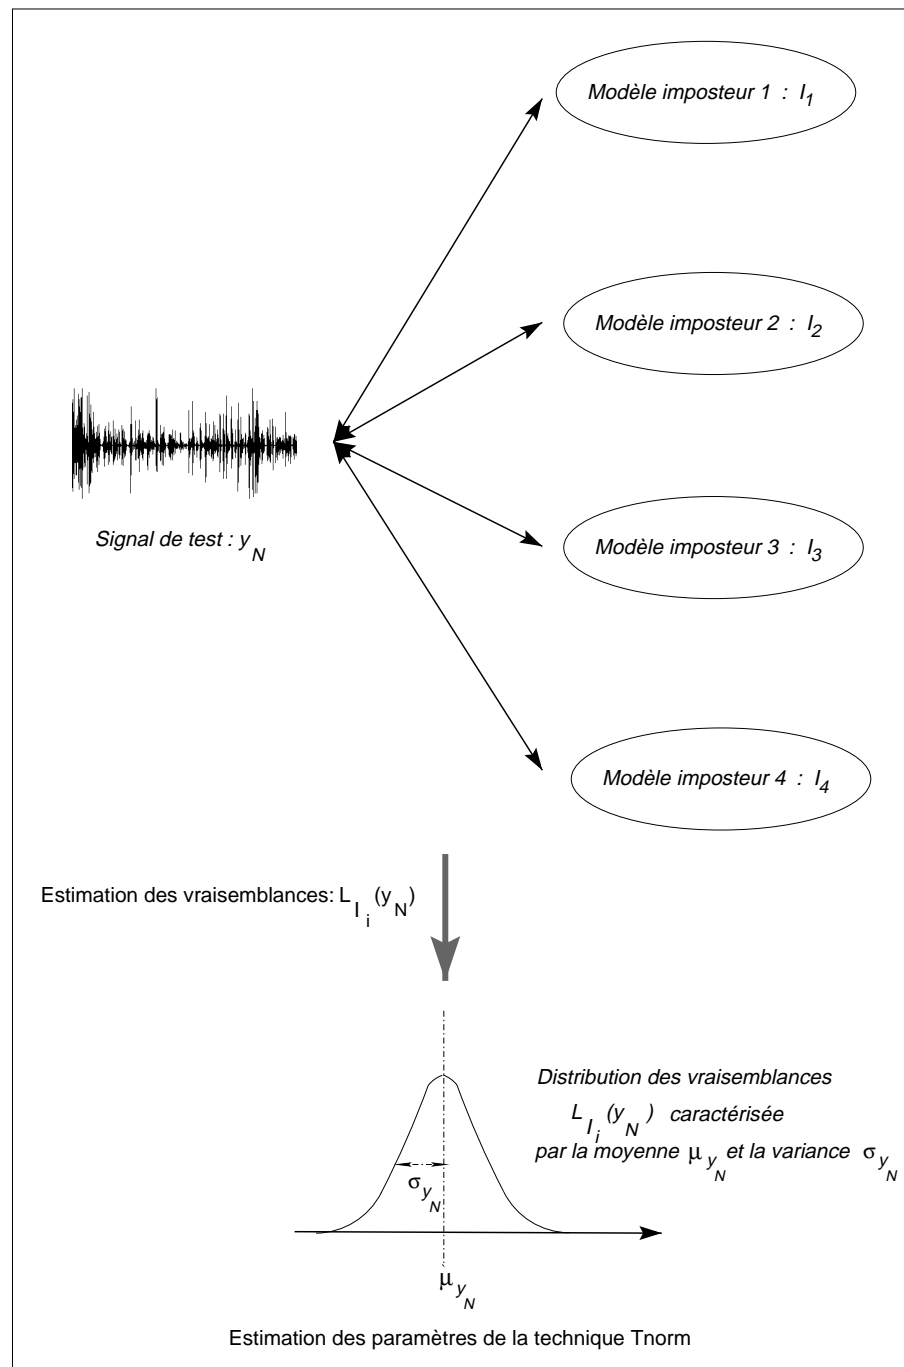 Modèle imposteur 1 : I1
Modèle imposteur 2 : I2
Signal de test : yN
Modèle imposteur 3 : I3
Modèle imposteur 4 : I4
Estimation des vraisemblances: LIi(yN)
Distribution des vraisemblances
LIi(yN) caractérisée
par la moyenne μyN et la variance σyN
σyN
μyN
Estimation des paramètres de la technique Tnorm